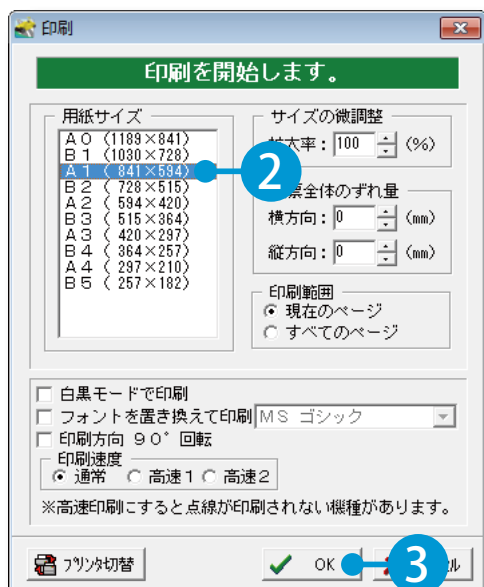 印刷
印刷を開始します。
用紙サイズ
A0 (1189×841)
B1 (1030×728)
A1 ( 841×594)
B2 ( 728×515)
A2 ( 594×420)
B3 ( 515×364)
A3 ( 420×297)
B4 ( 364×257)
A4 ( 297×210)
B5 ( 257×182)
2
サイズの微調整
大率： 100 (%)
票全体のずれ量
横方向： 0 (mm)
縦方向： 0 (mm)
印刷範囲
現在のページ
すべてのページ
白黒モードで印刷
フォントを置き換えて印刷 MS ゴシック
印刷方向 90°回転
印刷速度
通常 高速1 高速2
※高速印刷にすると点線が印刷されない機種があります。
プリンタ切替
OK
3
ル